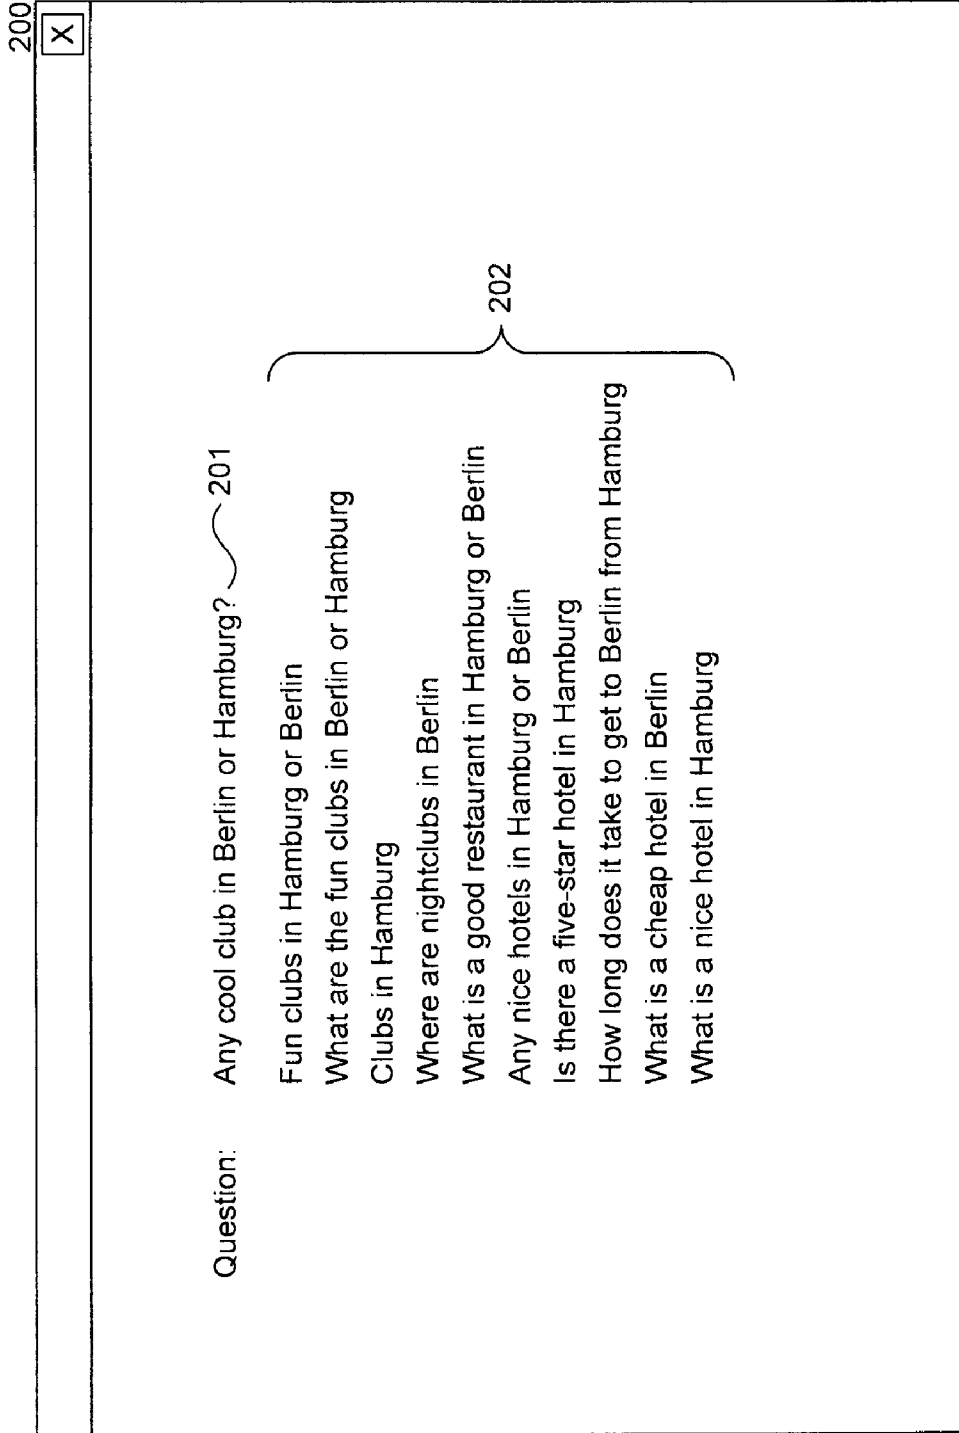 200
X
Question: Any cool club in Berlin or Hamburg? 201
Fun clubs in Hamburg or Berlin
What are the fun clubs in Berlin or Hamburg
Clubs in Hamburg
Where are nightclubs in Berlin
What is a good restaurant in Hamburg or Berlin
202
Any nice hotels in Hamburg or Berlin
Is there a five-star hotel in Hamburg
How long does it take to get to Berlin from Hamburg
What is a cheap hotel in Berlin
What is a nice hotel in Hamburg